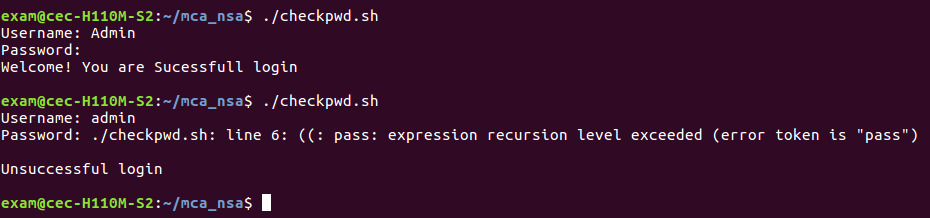 exam@cec-H110M-S2:~/mca_nsa$ ./checkpwd.sh
Username: Admin
Password:
Welcome! You are Sucessfull login
exam@cec-H110M-S2:~/mca_nsa$ ./checkpwd.sh
Username: admin
Password: ./checkpwd.sh: line 6: ((: pass: expression recursion level exceeded (error token is "pass")
Unsuccessful login
exam@cec-H110M-S2:~/mca_nsa$